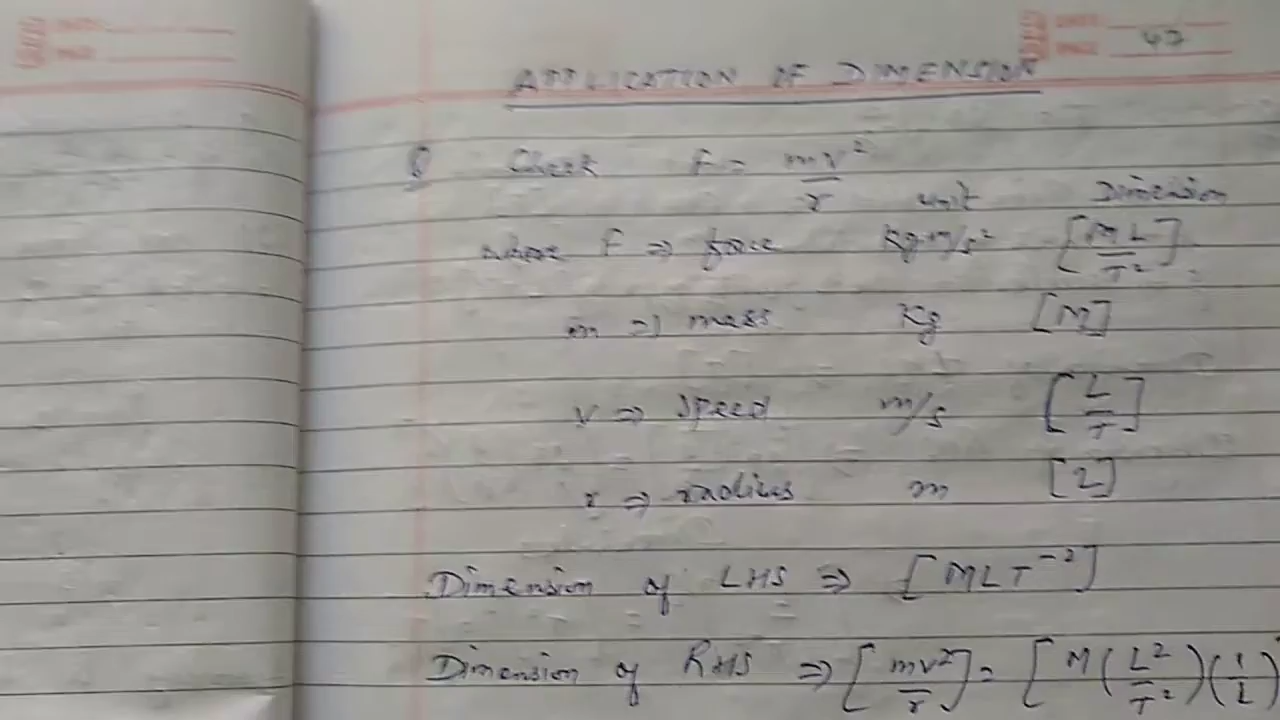 47
APPLICATION OF DIMENSION
Q Check F = mv²/r
unit Dimension
where F ⇒ force Kg·m/s² [ML/T²]
m ⇒ mass Kg [M]
v ⇒ speed m/s [L/T]
r ⇒ radius m [L]
Dimension of LHS ⇒ [MLT⁻²]
Dimension of RHS ⇒ [mv²/r] = [M(L²/T²)(1/L)